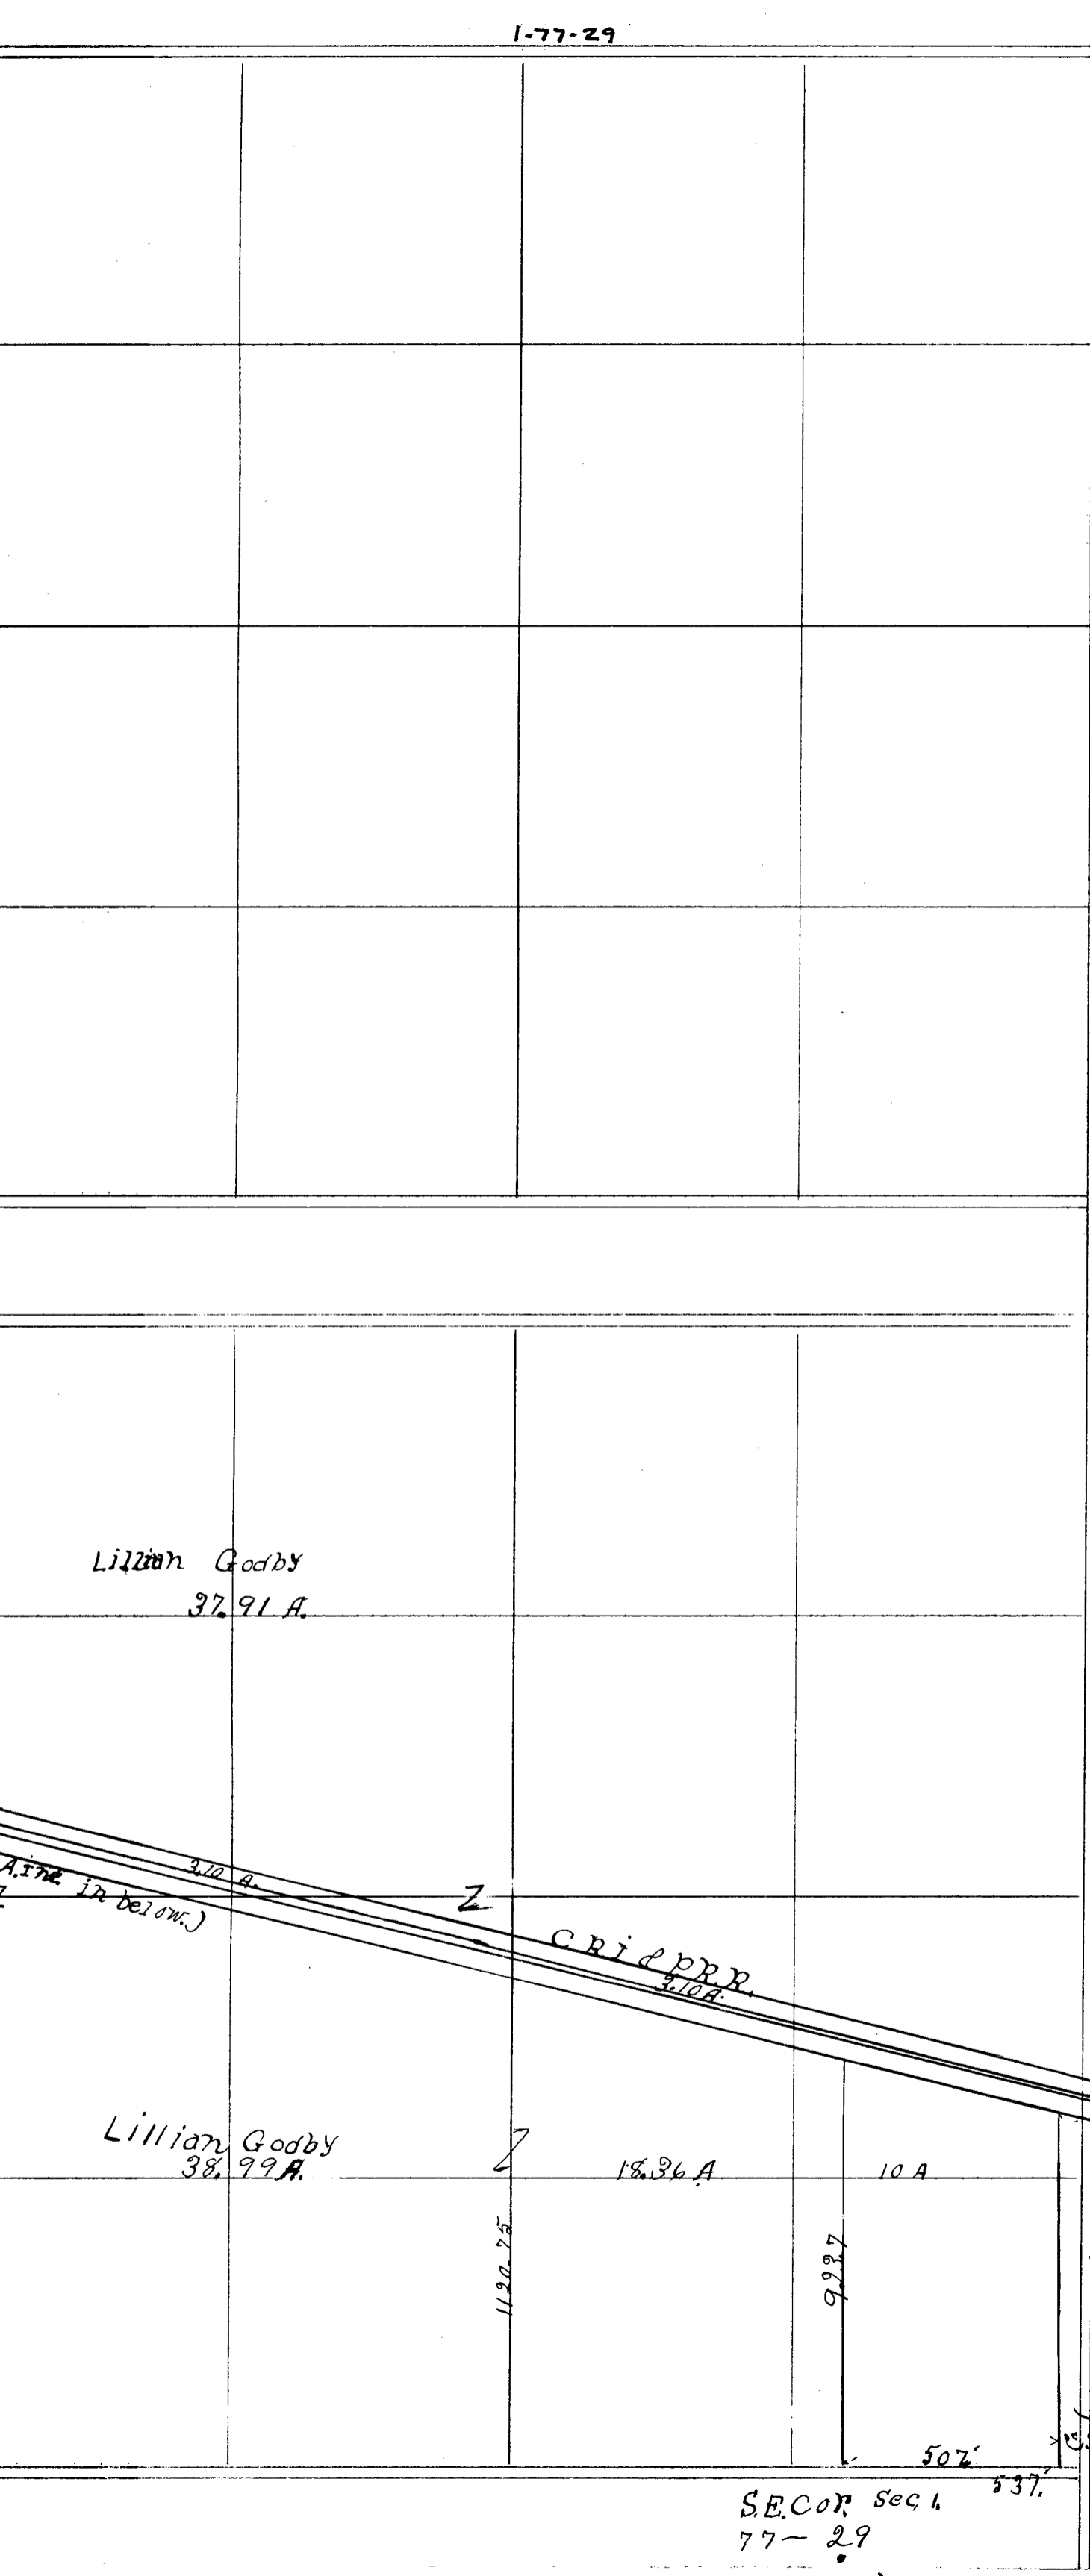 1-77-29
Lillian Godby
37.91 A.
3.10 A.
in below.)
Z
C R i & P R.R.
3.10 A.
Lillian Godby
38.99 A.
Z
18.36 A
10 A
1120.75
923.7
507'
537.'
S.E. Cor. Sec 1.
77-29